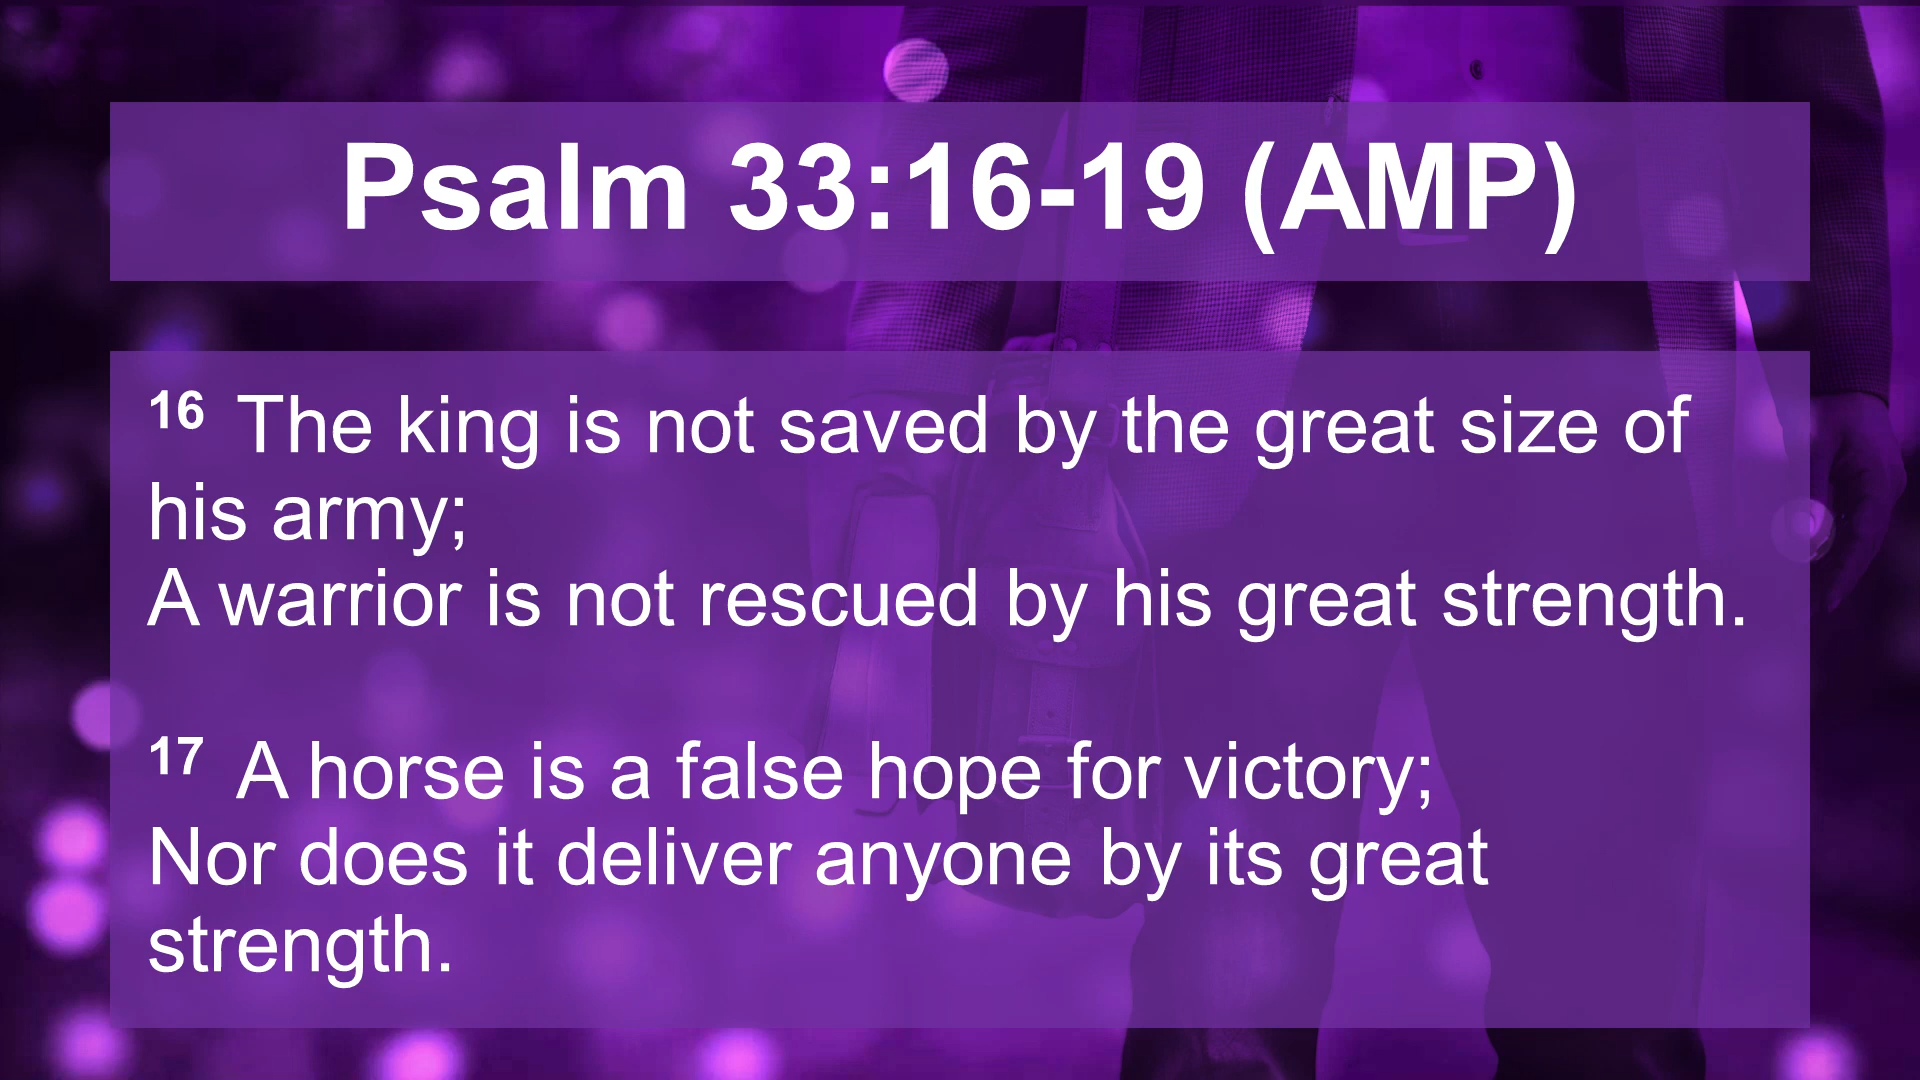 Psalm 33:16-19 (AMP)
16 The king is not saved by the great size of
his army;
A warrior is not rescued by his great strength.
17 A horse is a false hope for victory;
Nor does it deliver anyone by its great
strength.